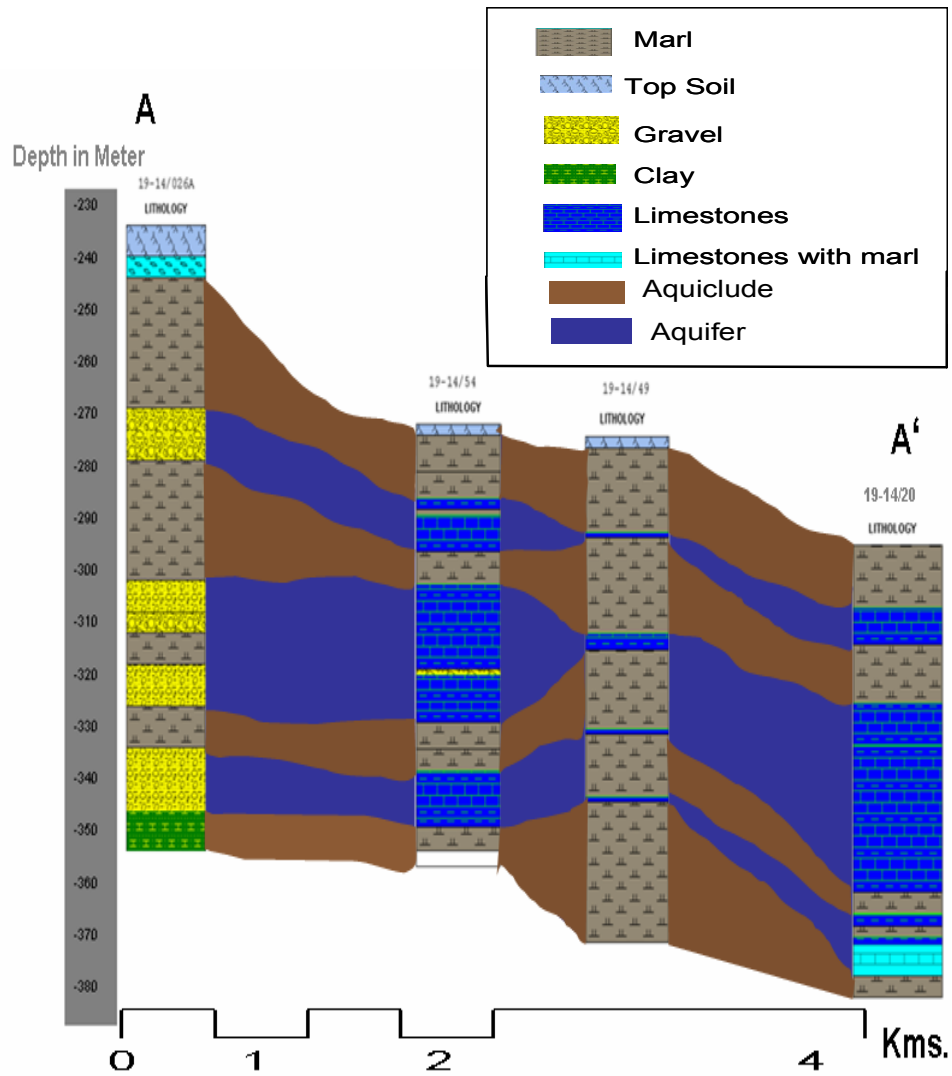 Marl
Top Soil
Gravel
Clay
Limestones
Limestones with marl
Aquiclude
Aquifer
A
Depth in Meter
19-14/026A
LITHOLOGY
19-14/54
LITHOLOGY
19-14/49
LITHOLOGY
A'
19-14/20
LITHOLOGY
-230
-240
-250
-260
-270
-280
-290
-300
-310
-320
-330
-340
-350
-360
-370
-380
0 1 2 4 Kms.